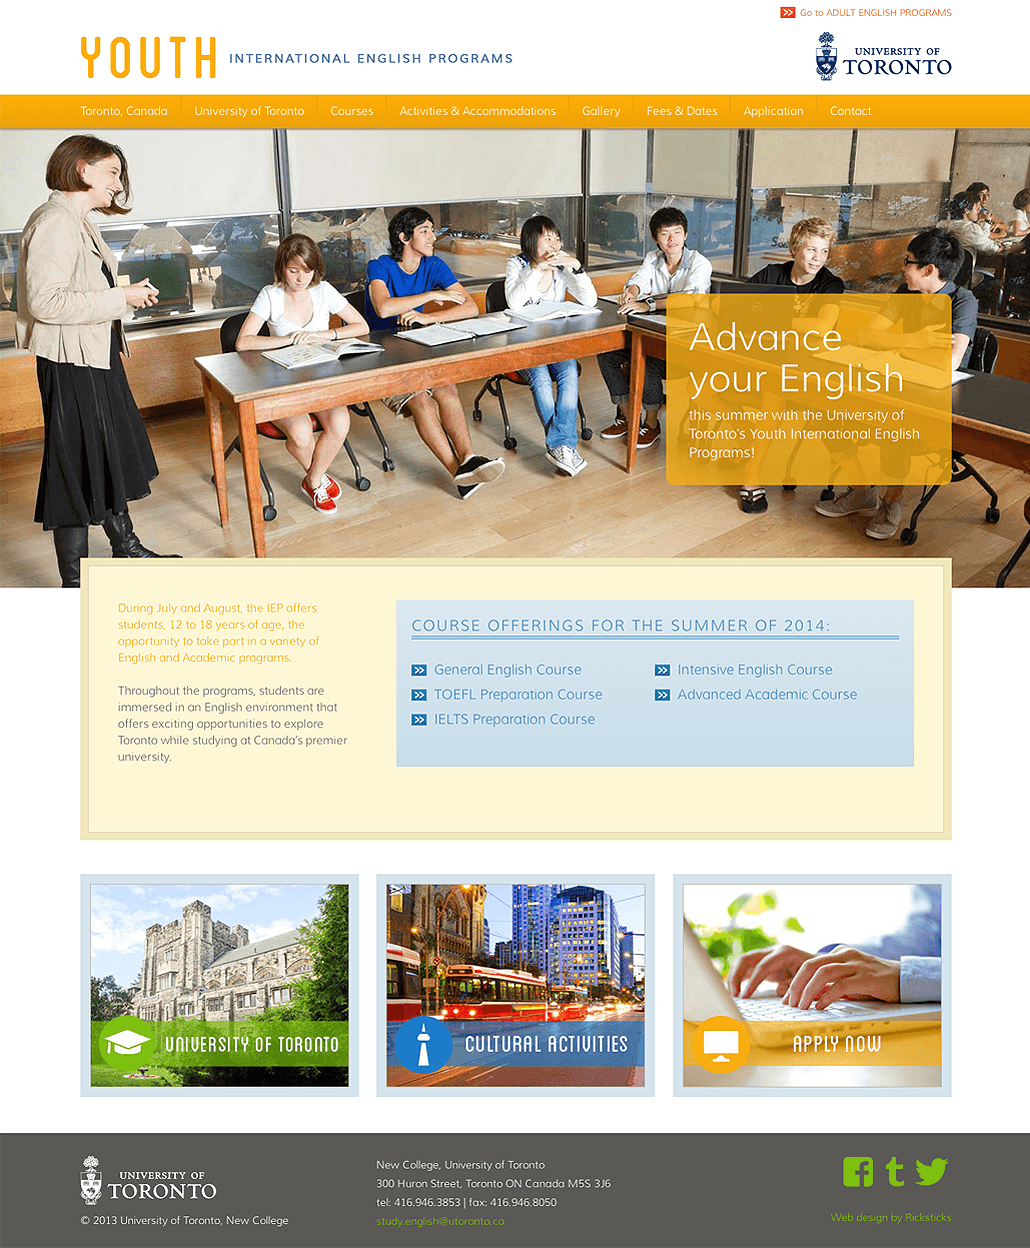 Go to ADULT ENGLISH PROGRAMS
YOUTH INTERNATIONAL ENGLISH PROGRAMS
UNIVERSITY OF
TORONTO
Toronto, Canada University of Toronto Courses Activities & Accommodations Gallery Fees & Dates Application Contact
Advance
your English
this summer with the University of
Toronto's Youth International English
Programs!
During July and August, the IEP offers
students, 12 to 18 years of age, the
opportunity to take part in a variety of
English and Academic programs.
Throughout the programs, students are
immersed in an English environment that
offers exciting opportunities to explore
Toronto while studying at Canada's premier
university.
COURSE OFFERINGS FOR THE SUMMER OF 2014:
General English Course
TOEFL Preparation Course
IELTS Preparation Course
Intensive English Course
Advanced Academic Course
UNIVERSITY OF TORONTO
CULTURAL ACTIVITIES
APPLY NOW
UNIVERSITY OF
TORONTO
© 2013 University of Toronto, New College
New College, University of Toronto
300 Huron Street, Toronto ON Canada M5S 3J6
tel: 416.946.3853 | fax: 416.946.8050
study.english@utoronto.ca
Web design by Ricksticks